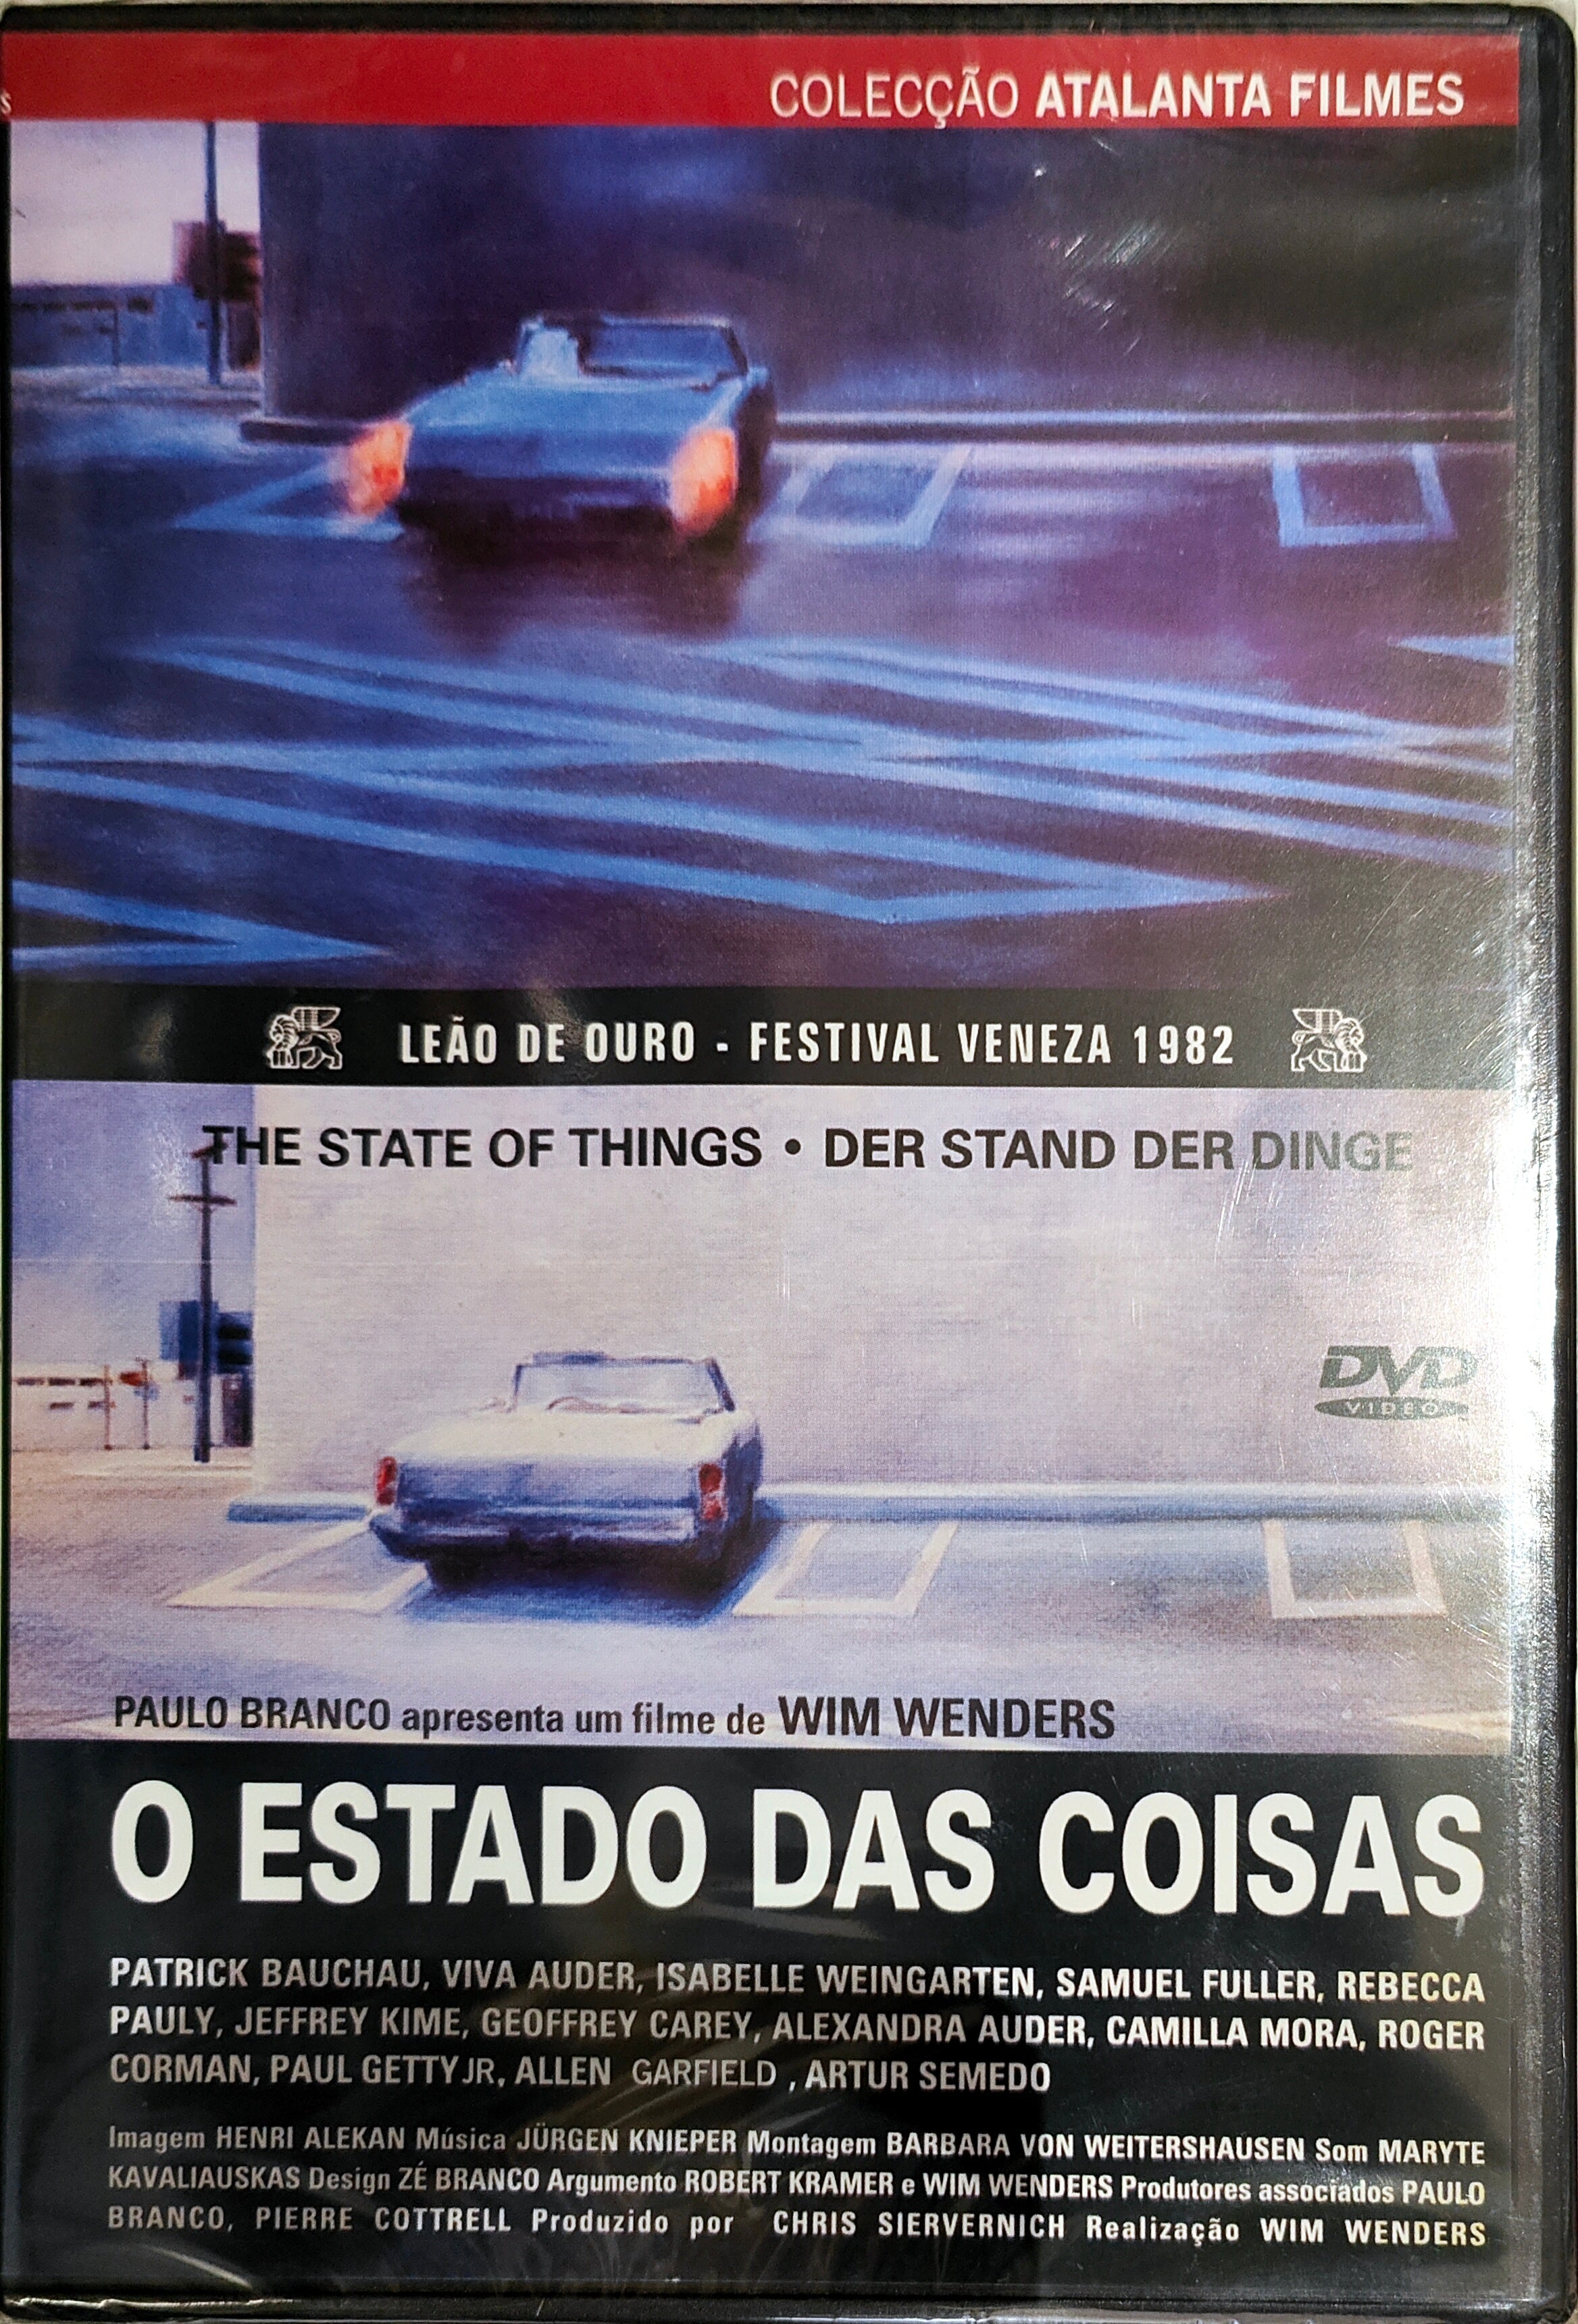 COLECÇÃO ATALANTA FILMES
LEÃO DE OURO - FESTIVAL VENEZA 1982
THE STATE OF THINGS • DER STAND DER DINGE
DVD
VIDEO
PAULO BRANCO apresenta um filme de WIM WENDERS
O ESTADO DAS COISAS
PATRICK BAUCHAU, VIVA AUDER, ISABELLE WEINGARTEN, SAMUEL FULLER, REBECCA
PAULY, JEFFREY KIME, GEOFFREY CAREY, ALEXANDRA AUDER, CAMILLA MORA, ROGER
CORMAN, PAUL GETTY JR, ALLEN GARFIELD , ARTUR SEMEDO
Imagem HENRI ALEKAN Música JÜRGEN KNIEPER Montagem BARBARA VON WEITERSHAUSEN Som MARYTE
KAVALIAUSKAS Design ZÉ BRANCO Argumento ROBERT KRAMER e WIM WENDERS Produtores associados PAULO
BRANCO, PIERRE COTTRELL Produzido por CHRIS SIERVERNICH Realização WIM WENDERS